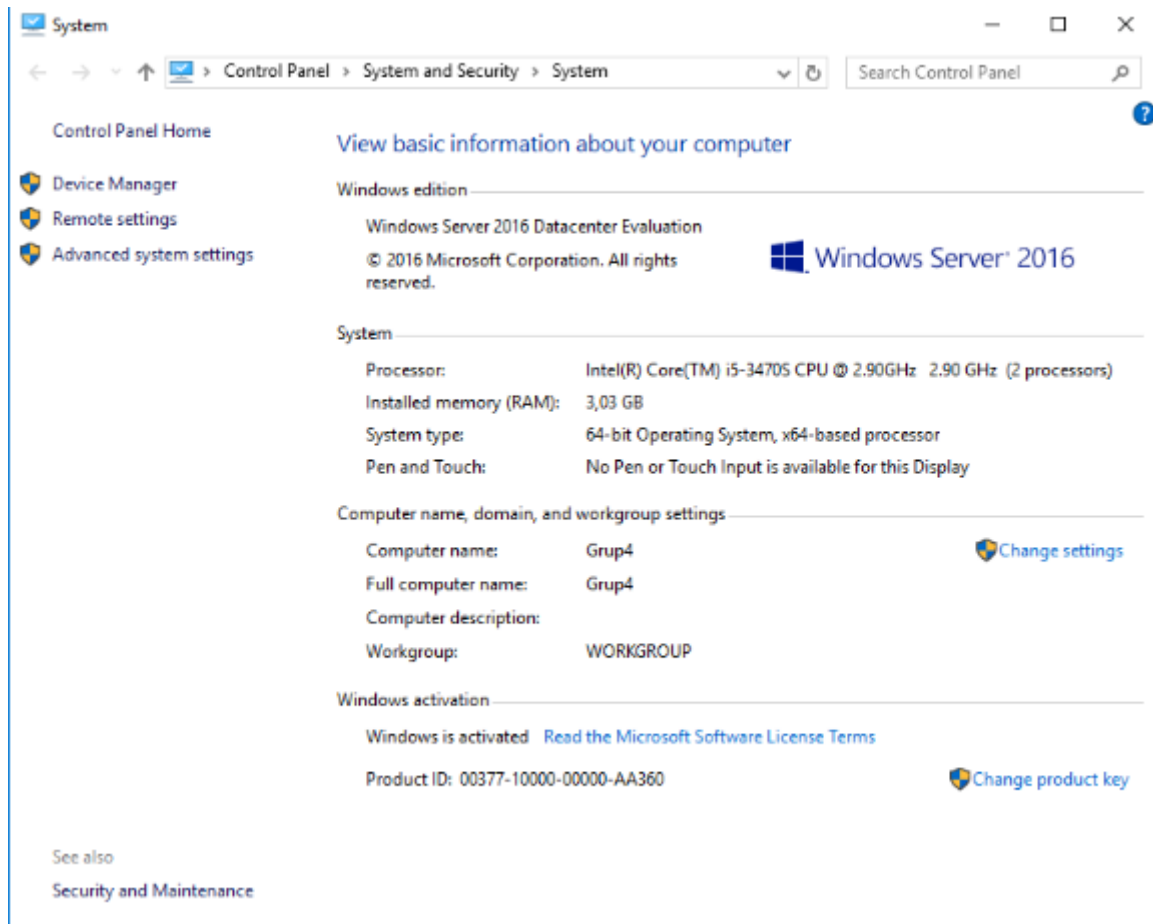 System
Control Panel > System and Security > System
Search Control Panel
?
Control Panel Home
Device Manager
Remote settings
Advanced system settings
View basic information about your computer
Windows edition
Windows Server 2016 Datacenter Evaluation
© 2016 Microsoft Corporation. All rights
reserved.
Windows Server® 2016
System
Processor: Intel(R) Core(TM) i5-3470S CPU @ 2.90GHz 2.90 GHz (2 processors)
Installed memory (RAM): 3,03 GB
System type: 64-bit Operating System, x64-based processor
Pen and Touch: No Pen or Touch Input is available for this Display
Computer name, domain, and workgroup settings
Computer name: Grup4
Change settings
Full computer name: Grup4
Computer description:
Workgroup: WORKGROUP
Windows activation
Windows is activated Read the Microsoft Software License Terms
Product ID: 00377-10000-00000-AA360
Change product key
See also
Security and Maintenance